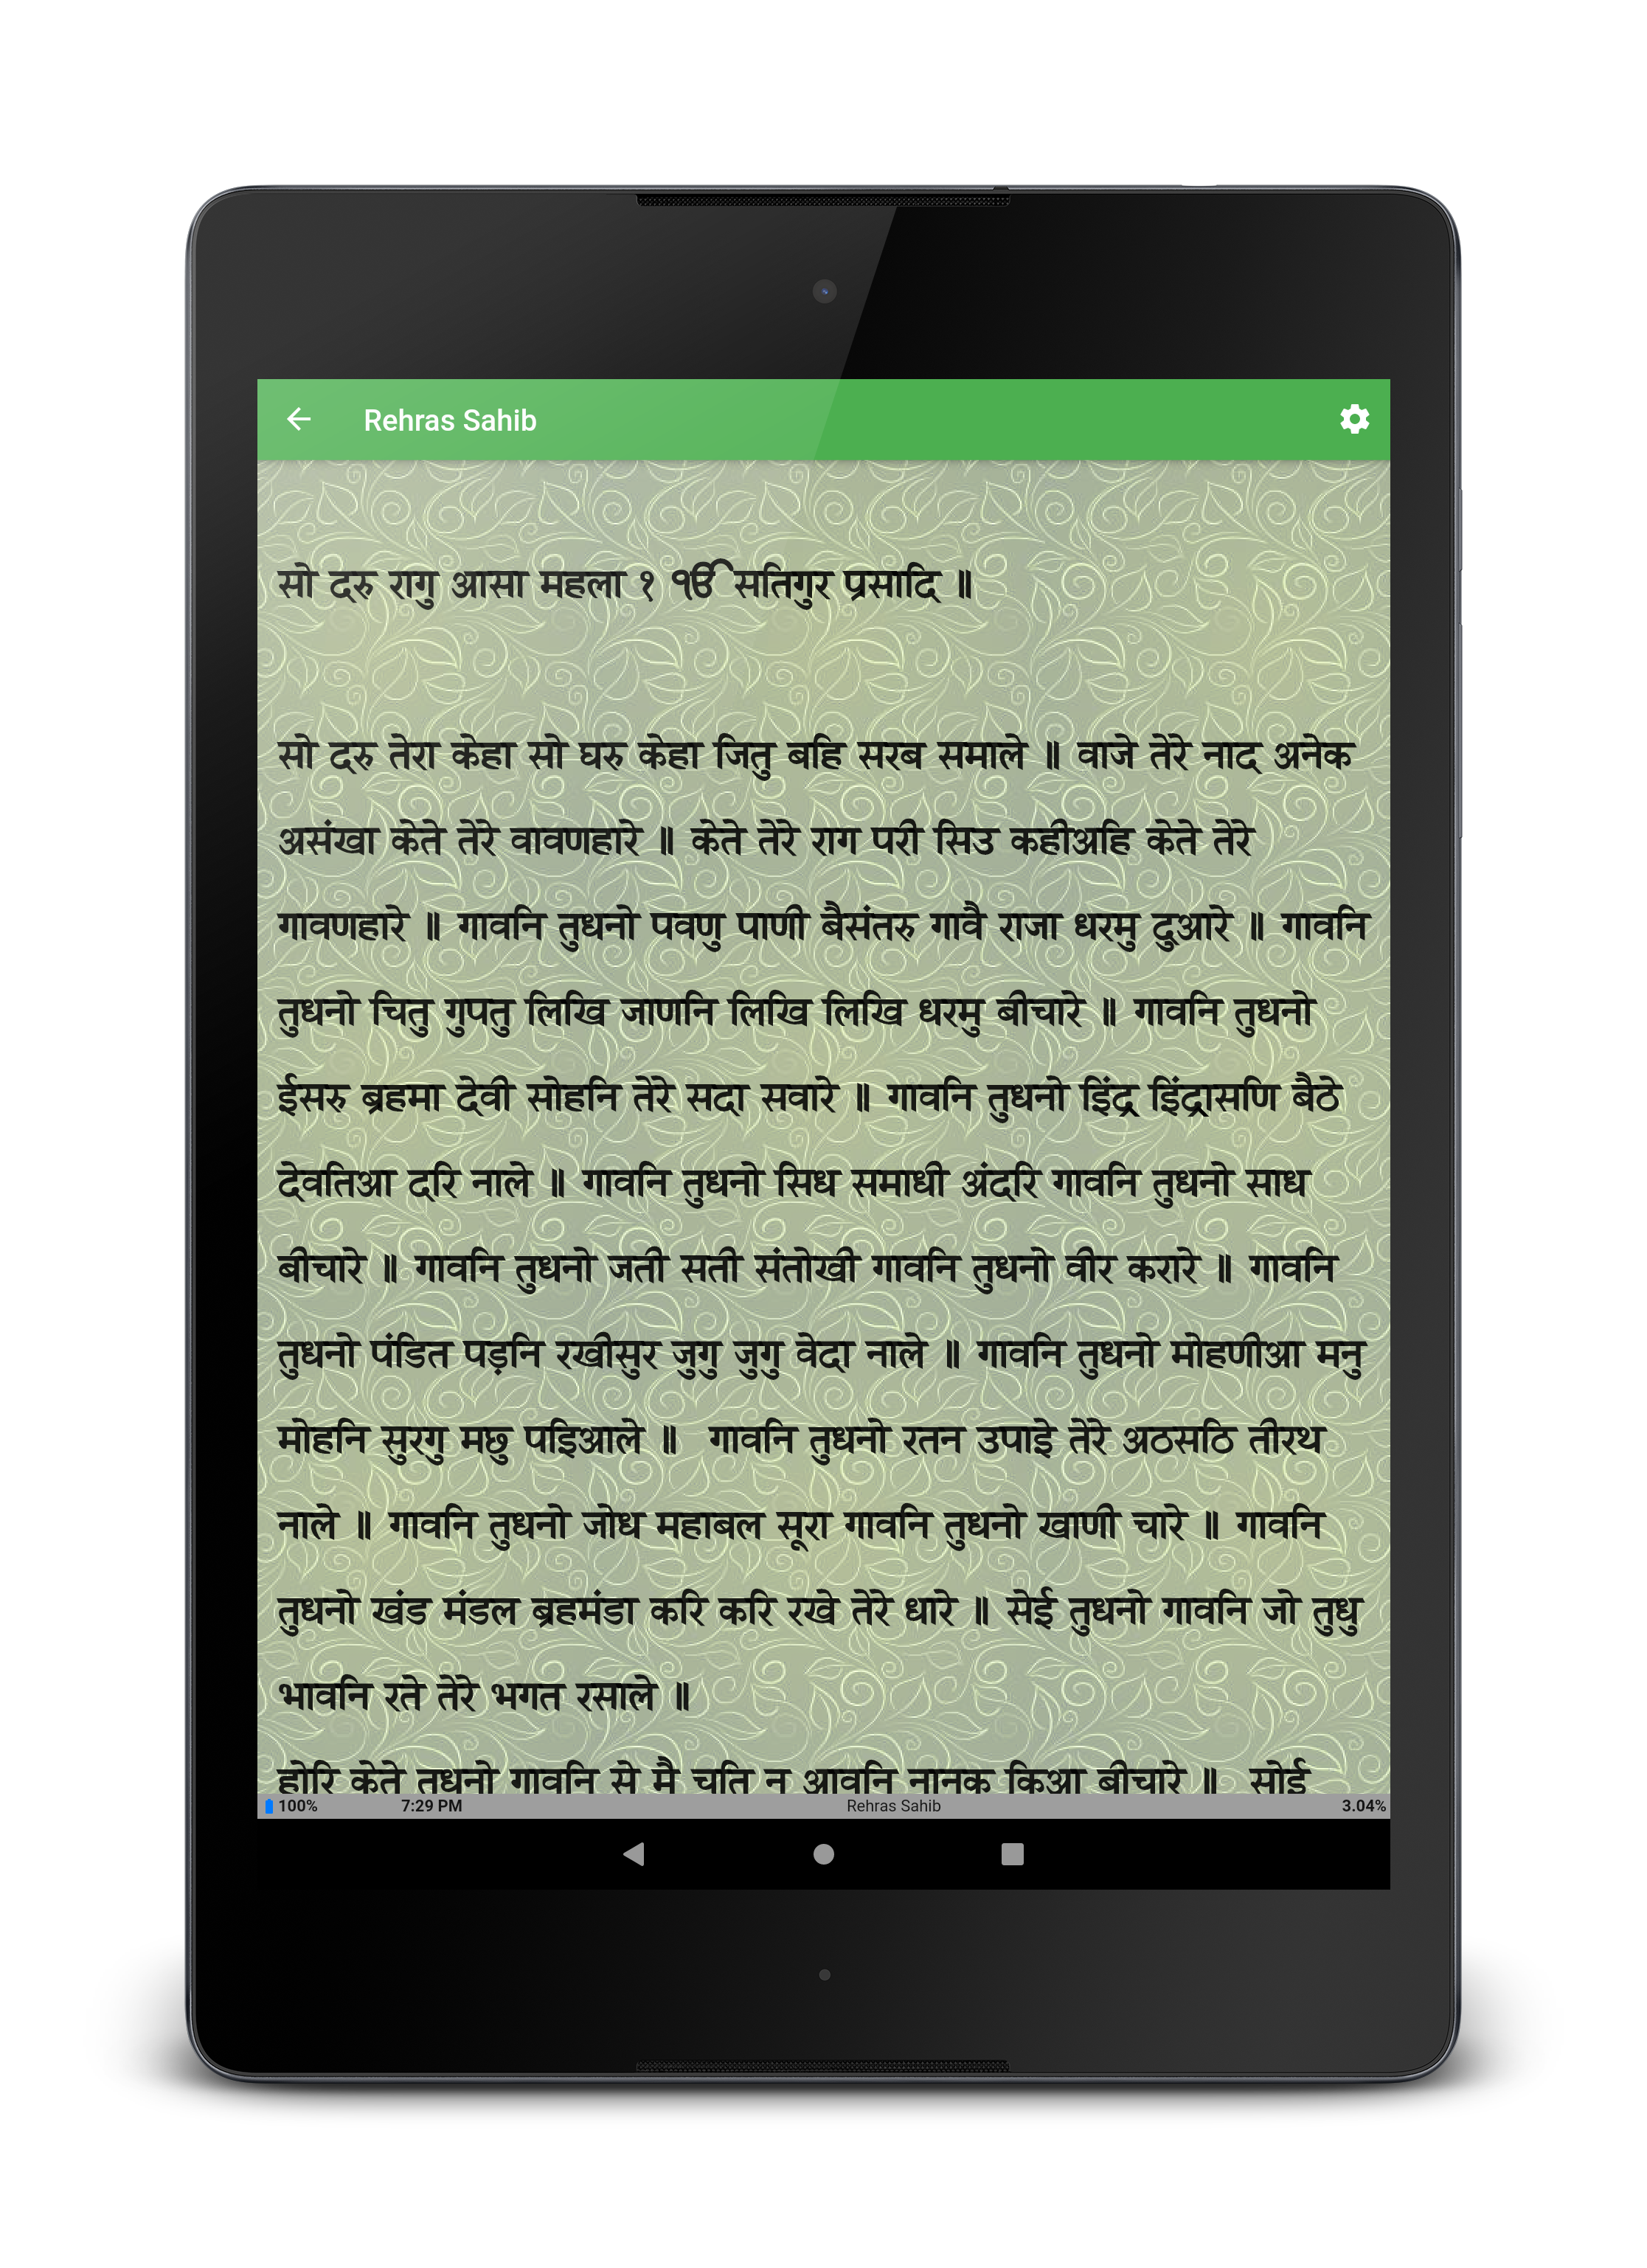 Rehras Sahib
सो दरु रागु आसा महला १ ੴ सतिगुर प्रसादि ॥
सो दरु तेरा केहा सो घरु केहा जितु बहि सरब समाले ॥ वाजे तेरे नाद अनेक
असंखा केते तेरे वावणहारे ॥ केते तेरे राग परी सिउ कहीअहि केते तेरे
गावणहारे ॥ गावनि तुधनो पवणु पाणी बैसंतरु गावै राजा धरमु दुआरे ॥ गावनि
तुधनो चितु गुपतु लिखि जाणनि लिखि लिखि धरमु बीचारे ॥ गावनि तुधनो
ईसरु ब्रहमा देवी सोहनि तेरे सदा सवारे ॥ गावनि तुधनो इिंद्र इिंद्रासणि बैठे
देवतिआ दरि नाले ॥ गावनि तुधनो सिध समाधी अंदरि गावनि तुधनो साध
बीचारे ॥ गावनि तुधनो जती सती संतोखी गावनि तुधनो वीर करारे ॥ गावनि
तुधनो पंडित पड़नि रखीसुर जुगु जुगु वेदा नाले ॥ गावनि तुधनो मोहणीआ मनु
मोहनि सुरगु मछु पइिआले ॥ गावनि तुधनो रतन उपाइे तेरे अठसठि तीरथ
नाले ॥ गावनि तुधनो जोध महाबल सूरा गावनि तुधनो खाणी चारे ॥ गावनि
तुधनो खंड मंडल ब्रहमंडा करि करि रखे तेरे धारे ॥ सेई तुधनो गावनि जो तुधु
भावनि रते तेरे भगत रसाले ॥
होरि केते तुधनो गावनि से मै चति न आवनि नानक किआ बीचारे ॥ सोई
100% 7:29 PM Rehras Sahib 3.04%